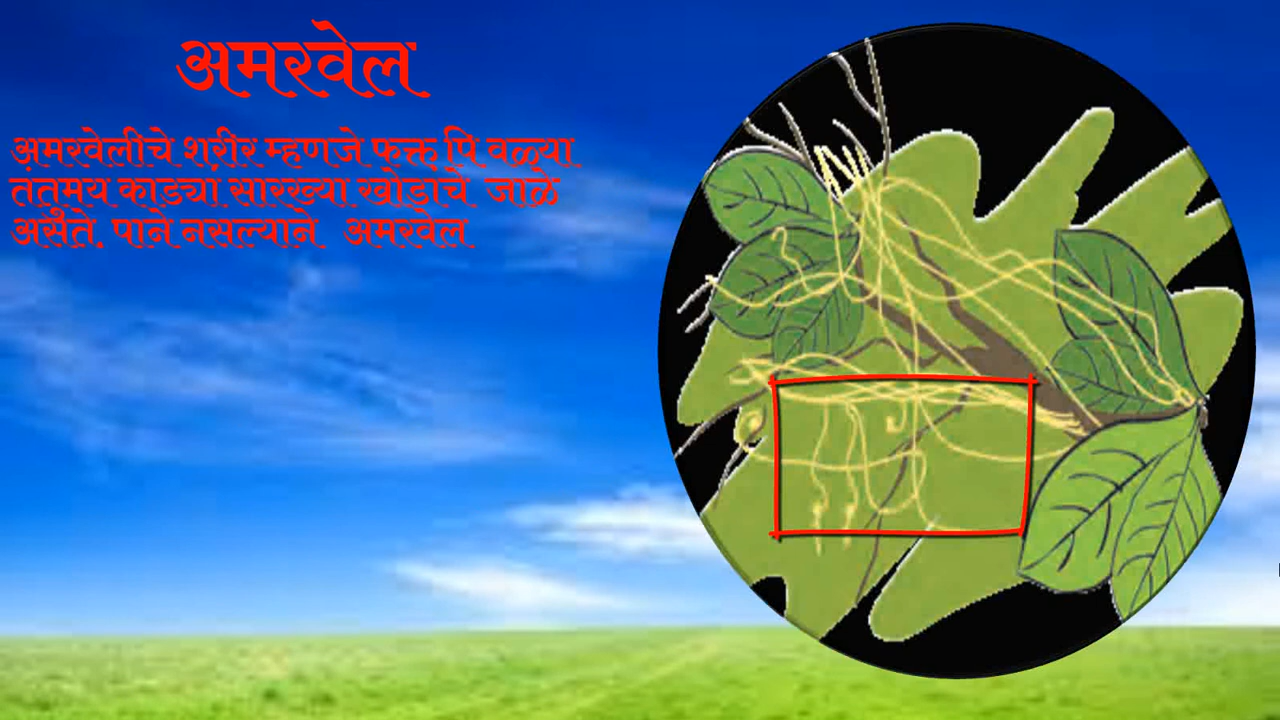 अमरवेल
अमरवेलीचे शरीर म्हणजे फक्त पि वळ्या
तंतुमय काड्यां सारख्या खोडाचे जाळे
असते. पाने नसल्याने अमरवेल